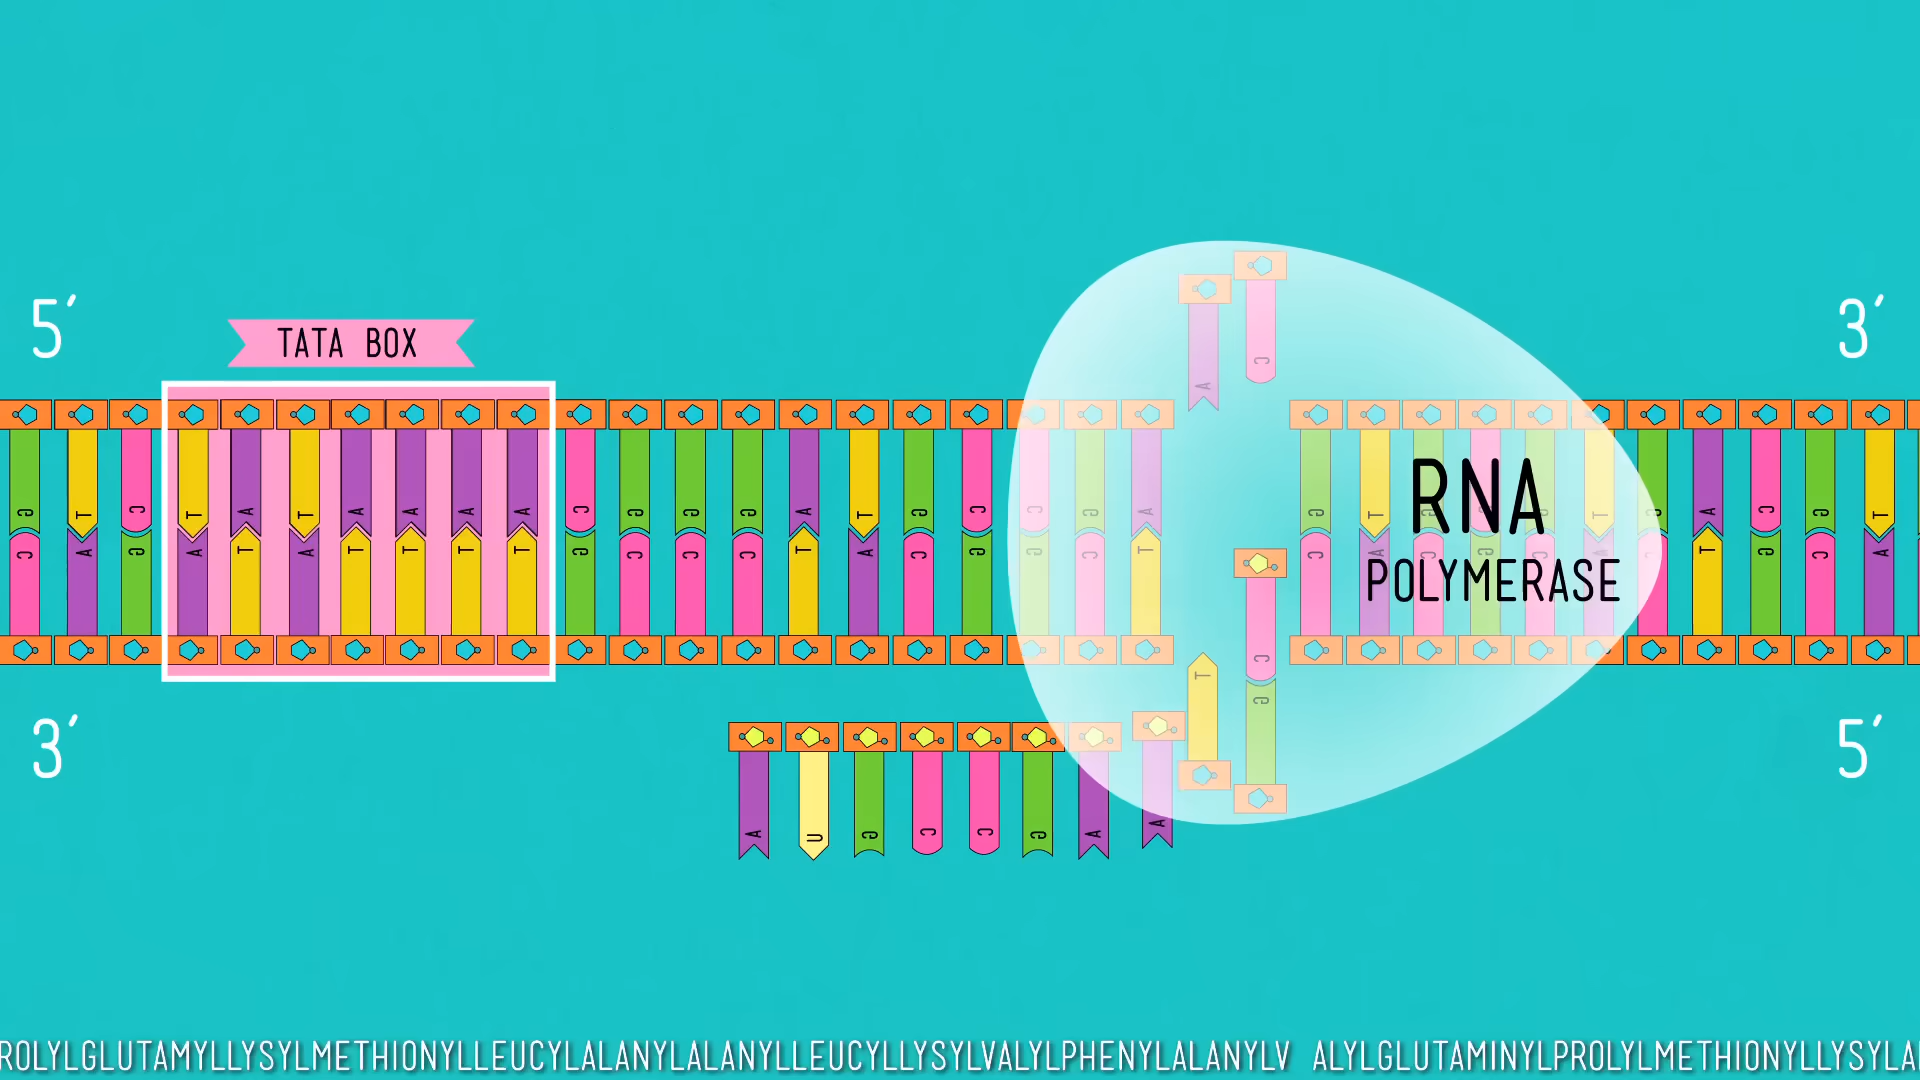 5´
3´
TATA BOX
A C
G T C T A T A A A A C G G G A T G C C G A G T G C G T G A C G T
C A G A T A T T T T G C C C T A C G G C T C A C G C A C T G C A
RNA
POLYMERASE
C
T G
3´
5´
A U G C C G A A
ROLYLGLUTAMYLLYSYLMETHIONYLLEUCYLALANYLALANYLLEUCYLLYSYLVALYLPHENYLALANYLV ALYLGLUTAMINYLPROLYLMETHIONYLLYSYLA